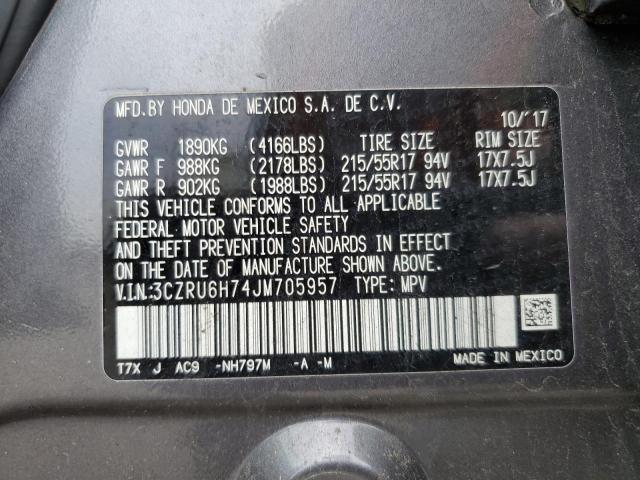 MFD.BY HONDA DE MEXICO S.A. DE C.V.
10/'17
GVWR 1890KG (4166LBS) TIRE SIZE RIM SIZE
GAWR F 988KG (2178LBS) 215/55R17 94V 17X7.5J
GAWR R 902KG (1988LBS) 215/55R17 94V 17X7.5J
THIS VEHICLE CONFORMS TO ALL APPLICABLE
FEDERAL MOTOR VEHICLE SAFETY
AND THEFT PREVENTION STANDARDS IN EFFECT
ON THE DATE OF MANUFACTURE SHOWN ABOVE.
V.I.N.:3CZRU6H74JM705957 TYPE: MPV
T7X J AC9 -NH797M -A -M MADE IN MEXICO